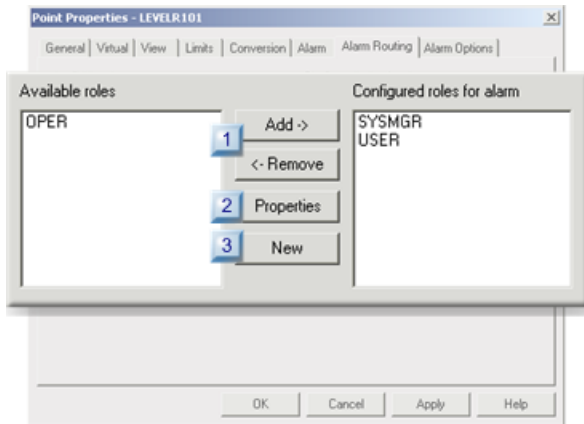 Point Properties - LEVELR101
General Virtual View Limits Conversion Alarm Alarm Routing Alarm Options
Available roles
Configured roles for alarm
OPER
SYSMGR
USER
1
Add ->
<- Remove
2 Properties
3 New
OK Cancel Apply Help